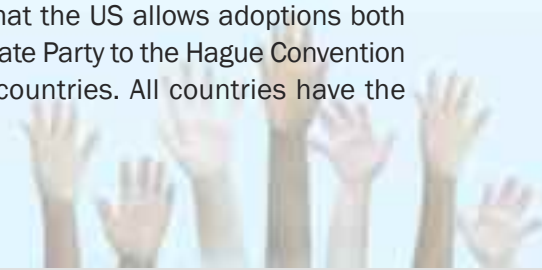 hat the US allows adoptions both
ate Party to the Hague Convention
countries. All countries have the